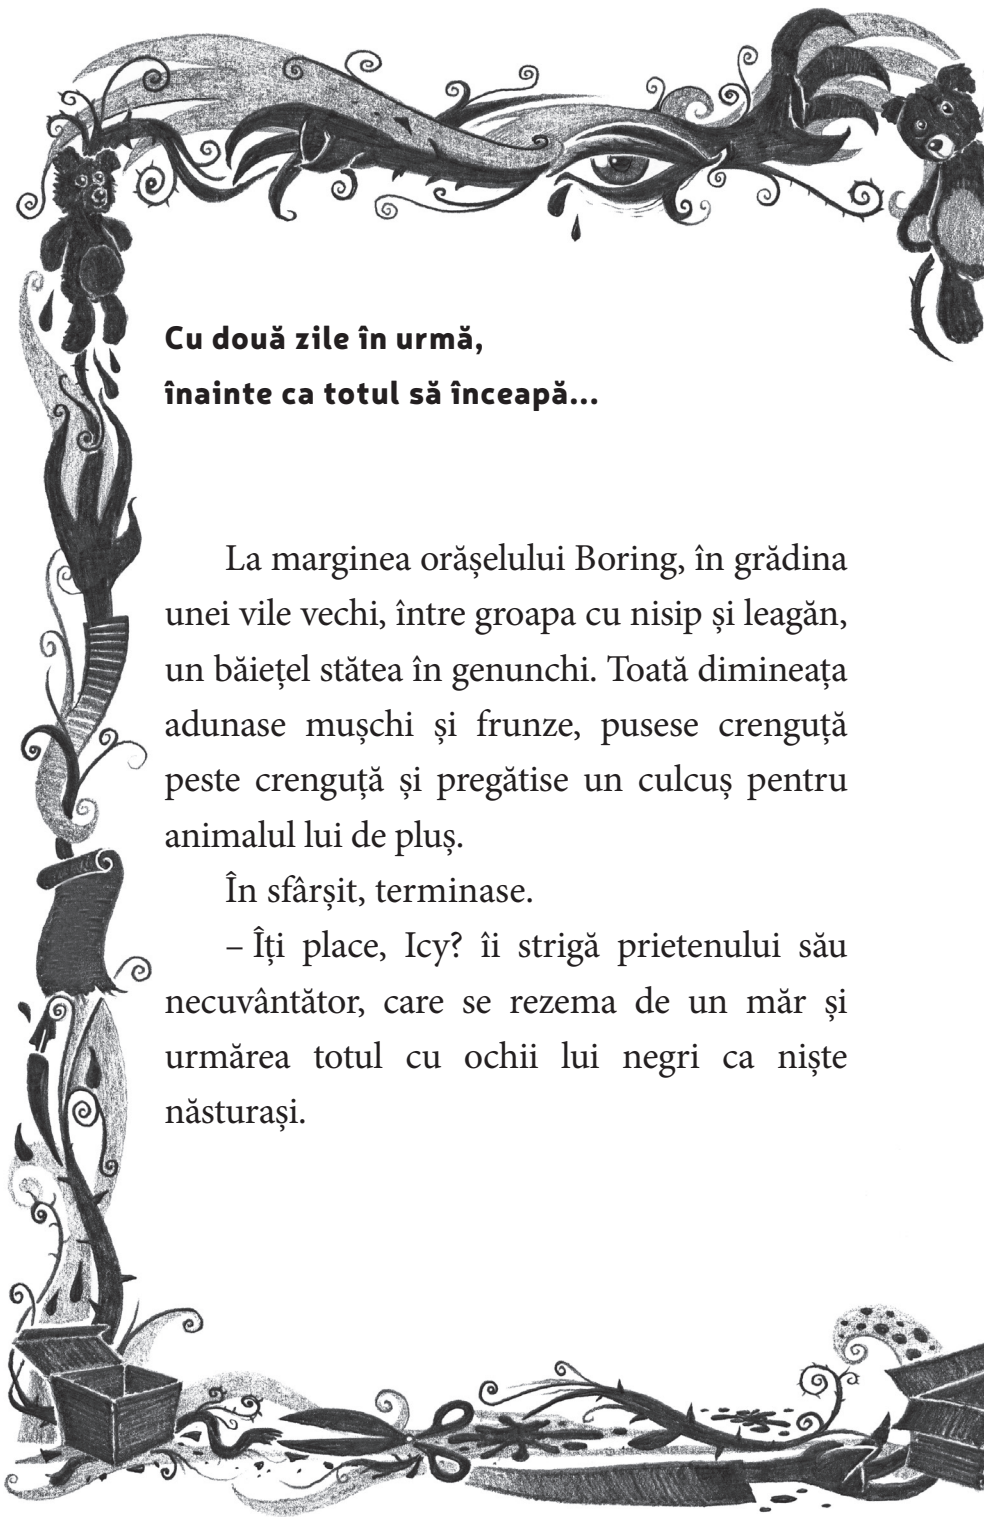 Cu două zile în urmă,
înainte ca totul să înceapă...
La marginea orășelului Boring, în grădina
unei vile vechi, între groapa cu nisip și leagăn,
un băiețel stătea în genunchi. Toată dimineața
adunase mușchi și frunze, pusese crenguță
peste crenguță și pregătise un culcuș pentru
animalul lui de pluș.
În sfârșit, terminase.
– Îți place, Icy? îi strigă prietenului său
necuvântător, care se rezema de un măr și
urmărea totul cu ochii lui negri ca niște
năsturași.